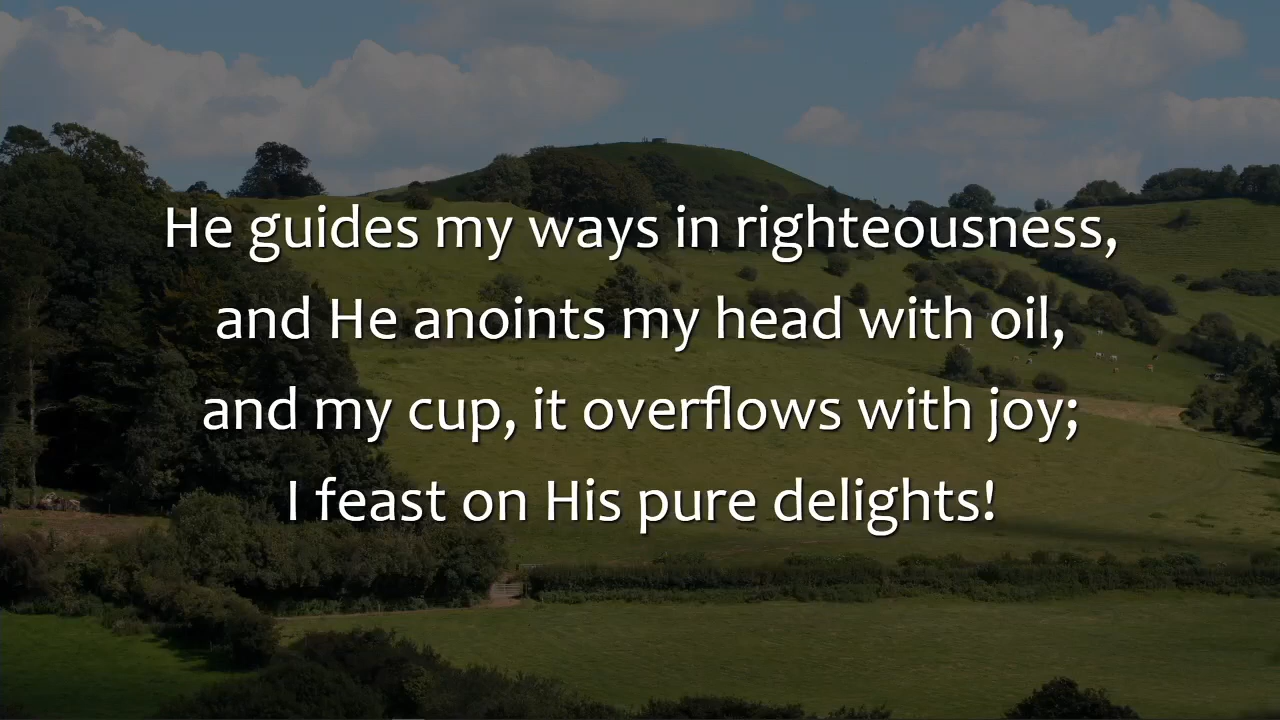 He guides my ways in righteousness,
and He anoints my head with oil,
and my cup, it overflows with joy;
I feast on His pure delights!